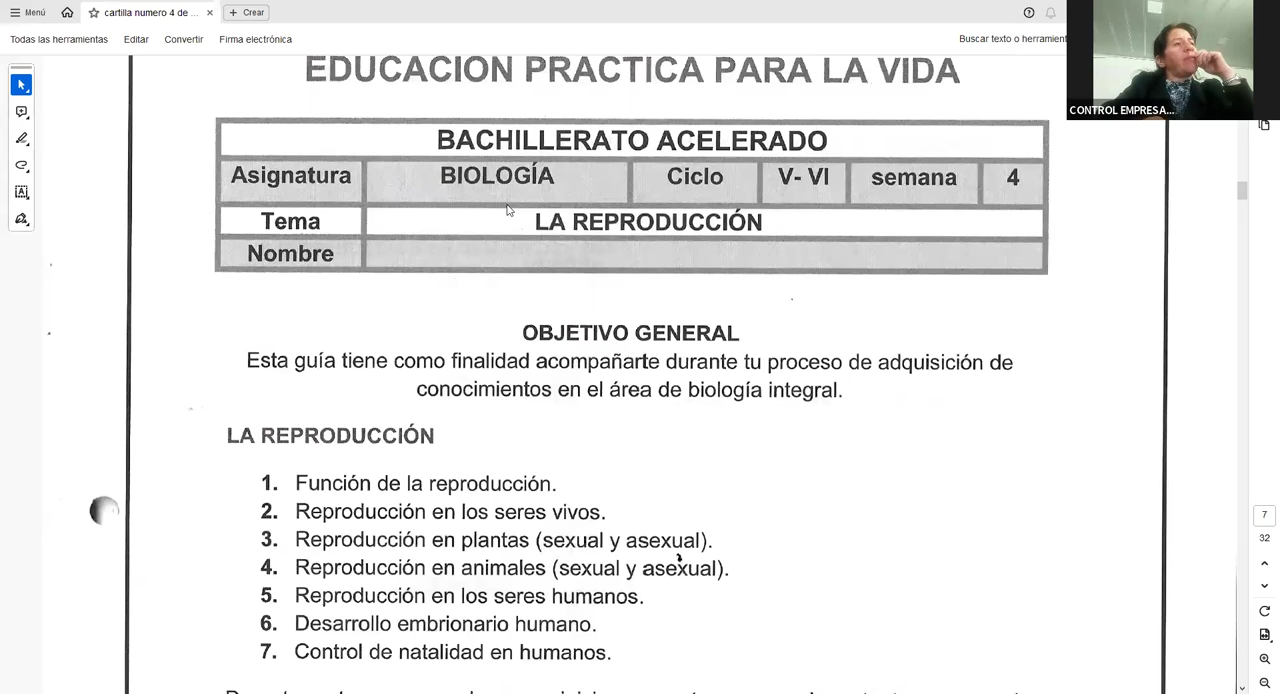 Menú
cartilla numero 4 de ...
Crear
Todas las herramientas Editar Convertir Firma electrónica
Buscar texto o herramient
CONTROL EMPRESA...
EDUCACION PRACTICA PARA LA VIDA
BACHILLERATO ACELERADO
Asignatura BIOLOGÍA Ciclo V- VI semana 4
Tema LA REPRODUCCIÓN
Nombre
OBJETIVO GENERAL
Esta guía tiene como finalidad acompañarte durante tu proceso de adquisición de
conocimientos en el área de biología integral.
LA REPRODUCCIÓN
1. Función de la reproducción.
2. Reproducción en los seres vivos.
3. Reproducción en plantas (sexual y asexual).
4. Reproducción en animales (sexual y asexual).
5. Reproducción en los seres humanos.
6. Desarrollo embrionario humano.
7. Control de natalidad en humanos.
7
32